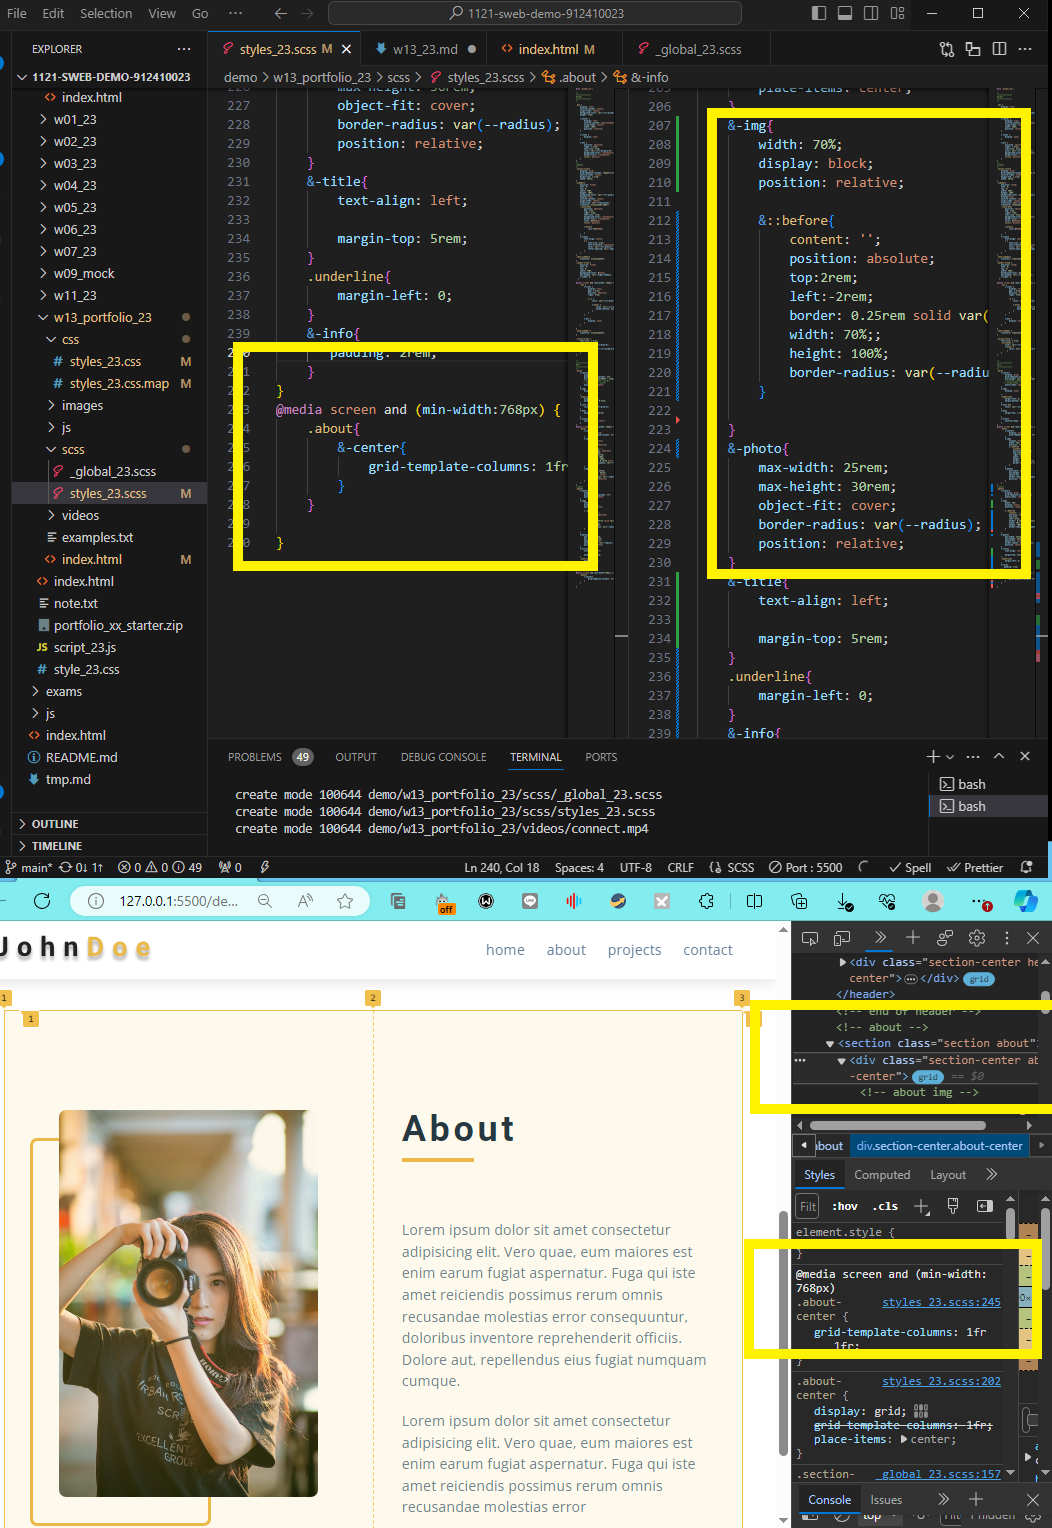 File Edit Selection View Go ··· 1121-sweb-demo-912410023
EXPLORER ···
1121-SWEB-DEMO-912410023
index.html
w01_23
w02_23
w03_23
w04_23
w05_23
w06_23
w07_23
w09_mock
w11_23
w13_portfolio_23
css
# styles_23.css M
# styles_23.css.map M
images
js
scss
_global_23.scss
styles_23.scss M
videos
examples.txt
index.html M
index.html
note.txt
portfolio_xx_starter.zip
JS script_23.js
# style_23.css
exams
js
index.html
README.md
tmp.md
OUTLINE
TIMELINE
styles_23.scss M
w13_23.md
index.html M
_global_23.scss
demo > w13_portfolio_23 > scss > styles_23.scss > .about > &-info
227 object-fit: cover;
228 border-radius: var(--radius);
229 position: relative;
230 }
231 &-title{
232 text-align: left;
233
234 margin-top: 5rem;
235 }
236 .underline{
237 margin-left: 0;
238 }
239 &-info{
padding: 2rem;
}
}
@media screen and (min-width:768px) {
.about{
&-center{
grid-template-columns: 1fr
}
}
}
place-items: center;
206 }
207 &-img{
208 width: 70%;
209 display: block;
210 position: relative;
211
212 &::before{
213 content: '';
214 position: absolute;
215 top:2rem;
216 left:-2rem;
217 border: 0.25rem solid var(
218 width: 70%;;
219 height: 100%;
220 border-radius: var(--radiu
221 }
222
223 }
224 &-photo{
225 max-width: 25rem;
226 max-height: 30rem;
227 object-fit: cover;
228 border-radius: var(--radius);
229 position: relative;
230 }
231 &-title{
232 text-align: left;
233
234 margin-top: 5rem;
235 }
236 .underline{
237 margin-left: 0;
238 }
239 &-info{
PROBLEMS 49 OUTPUT DEBUG CONSOLE TERMINAL PORTS
create mode 100644 demo/w13_portfolio_23/scss/_global_23.scss
create mode 100644 demo/w13_portfolio_23/scss/styles_23.scss
create mode 100644 demo/w13_portfolio_23/videos/connect.mp4
bash
bash
main* 0↓ 1↑ 0 0 49 0 Ln 240, Col 18 Spaces: 4 UTF-8 CRLF SCSS Port : 5500 Spell Prettier
127.0.0.1:5500/de...
off
JohnDoe
home about projects contact
1 2 3
1
About
Lorem ipsum dolor sit amet consectetur
adipisicing elit. Vero quae, eum maiores est
enim earum fugiat aspernatur. Fuga qui iste
amet reiciendis possimus rerum omnis
recusandae molestias error consequuntur,
doloribus inventore reprehenderit officiis.
Dolore aut, repellendus eius fugiat numquam
cumque.
Lorem ipsum dolor sit amet consectetur
adipisicing elit. Vero quae, eum maiores est
enim earum fugiat aspernatur. Fuga qui iste
amet reiciendis possimus rerum omnis
recusandae molestias error
<div class="section-center he
center">···</div> grid
</header>
<!-- end of header -->
<!-- about -->
<section class="section about"
<div class="section-center ab
-center"> grid == $0
<!-- about img -->
bout div.section-center.about-center
Styles Computed Layout
Filt :hov .cls
element.style {
}
@media screen and (min-width:
768px)
.about- styles_23.scss:245
center {
grid-template-columns: 1fr
1fr;
}
.about- styles_23.scss:202
center {
display: grid;
grid-template-columns: 1fr;
place-items: center;
}
.section- _global_23.scss:157
Console Issues